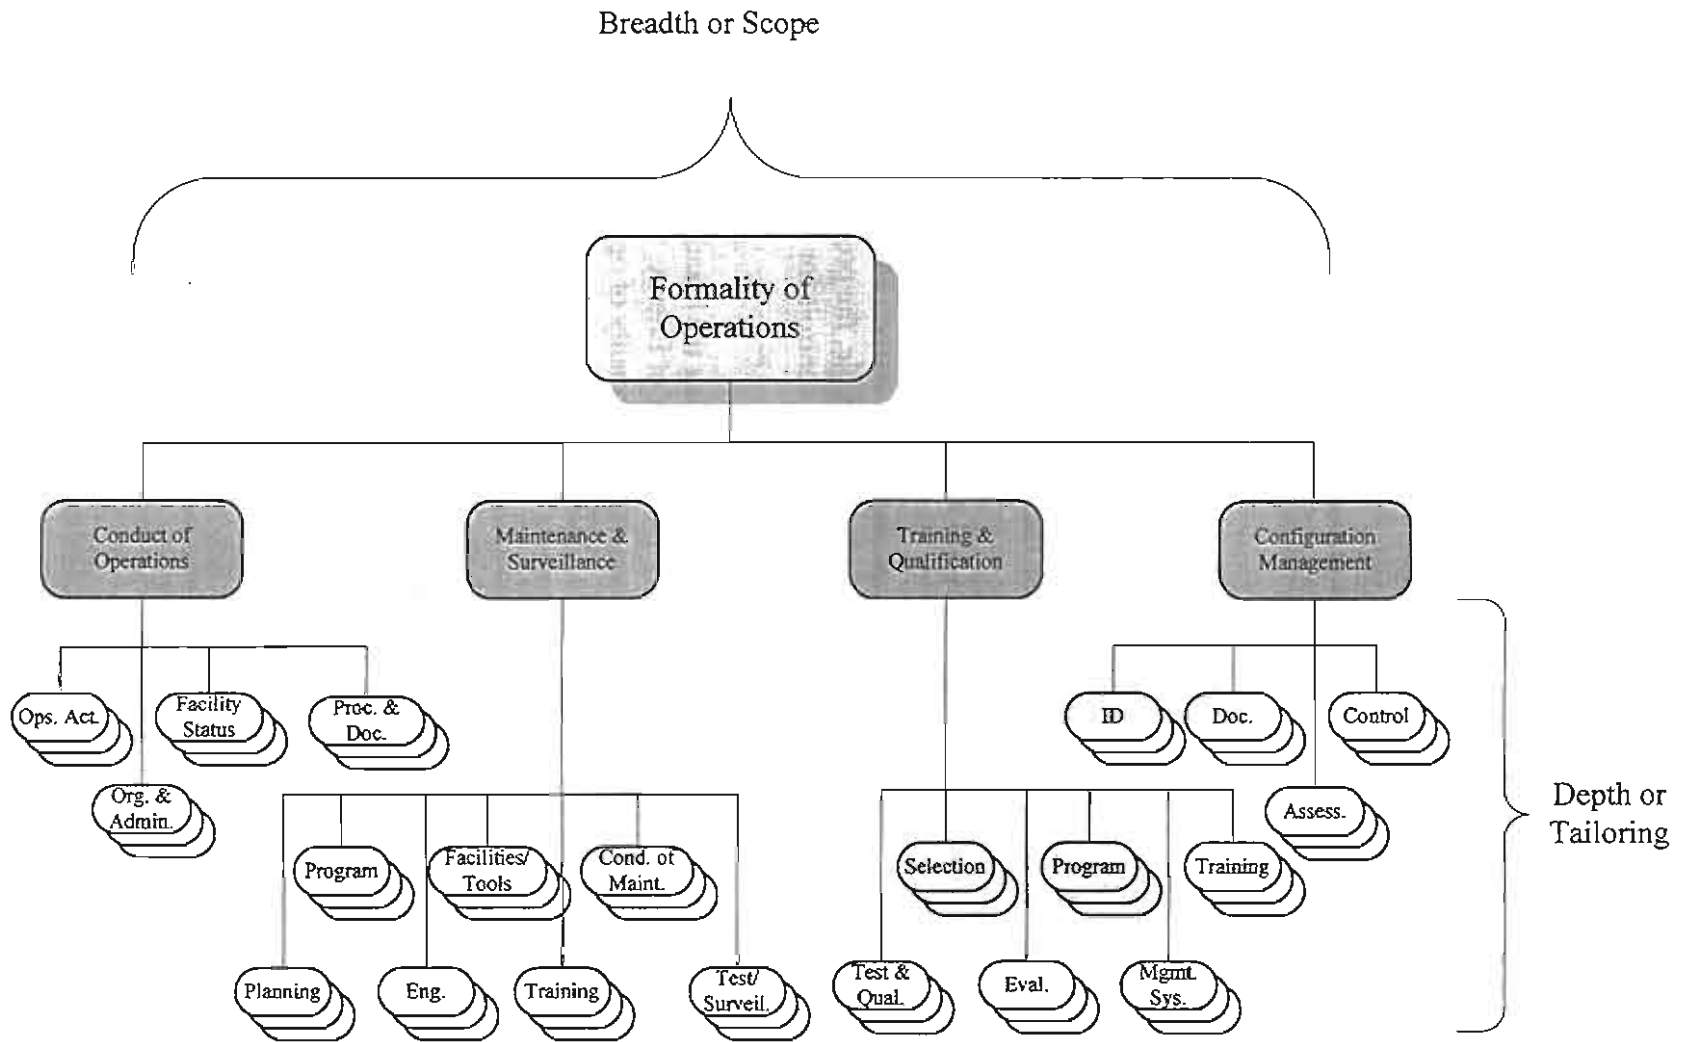 Breadth or Scope
Formality of
Operations
Conduct of
Operations
Maintenance &
Surveillance
Training &
Qualification
Configuration
Management
Ops. Act.
Facility
Status
Proc. &
Doc.
Org. &
Admin.
ID
Doc.
Control
Assess.
Depth or
Tailoring
Program
Facilities/
Tools
Cond. of
Maint.
Selection
Program
Training
Planning
Eng.
Training
Test/
Surveil.
Test &
Qual.
Eval.
Mgmt.
Sys.